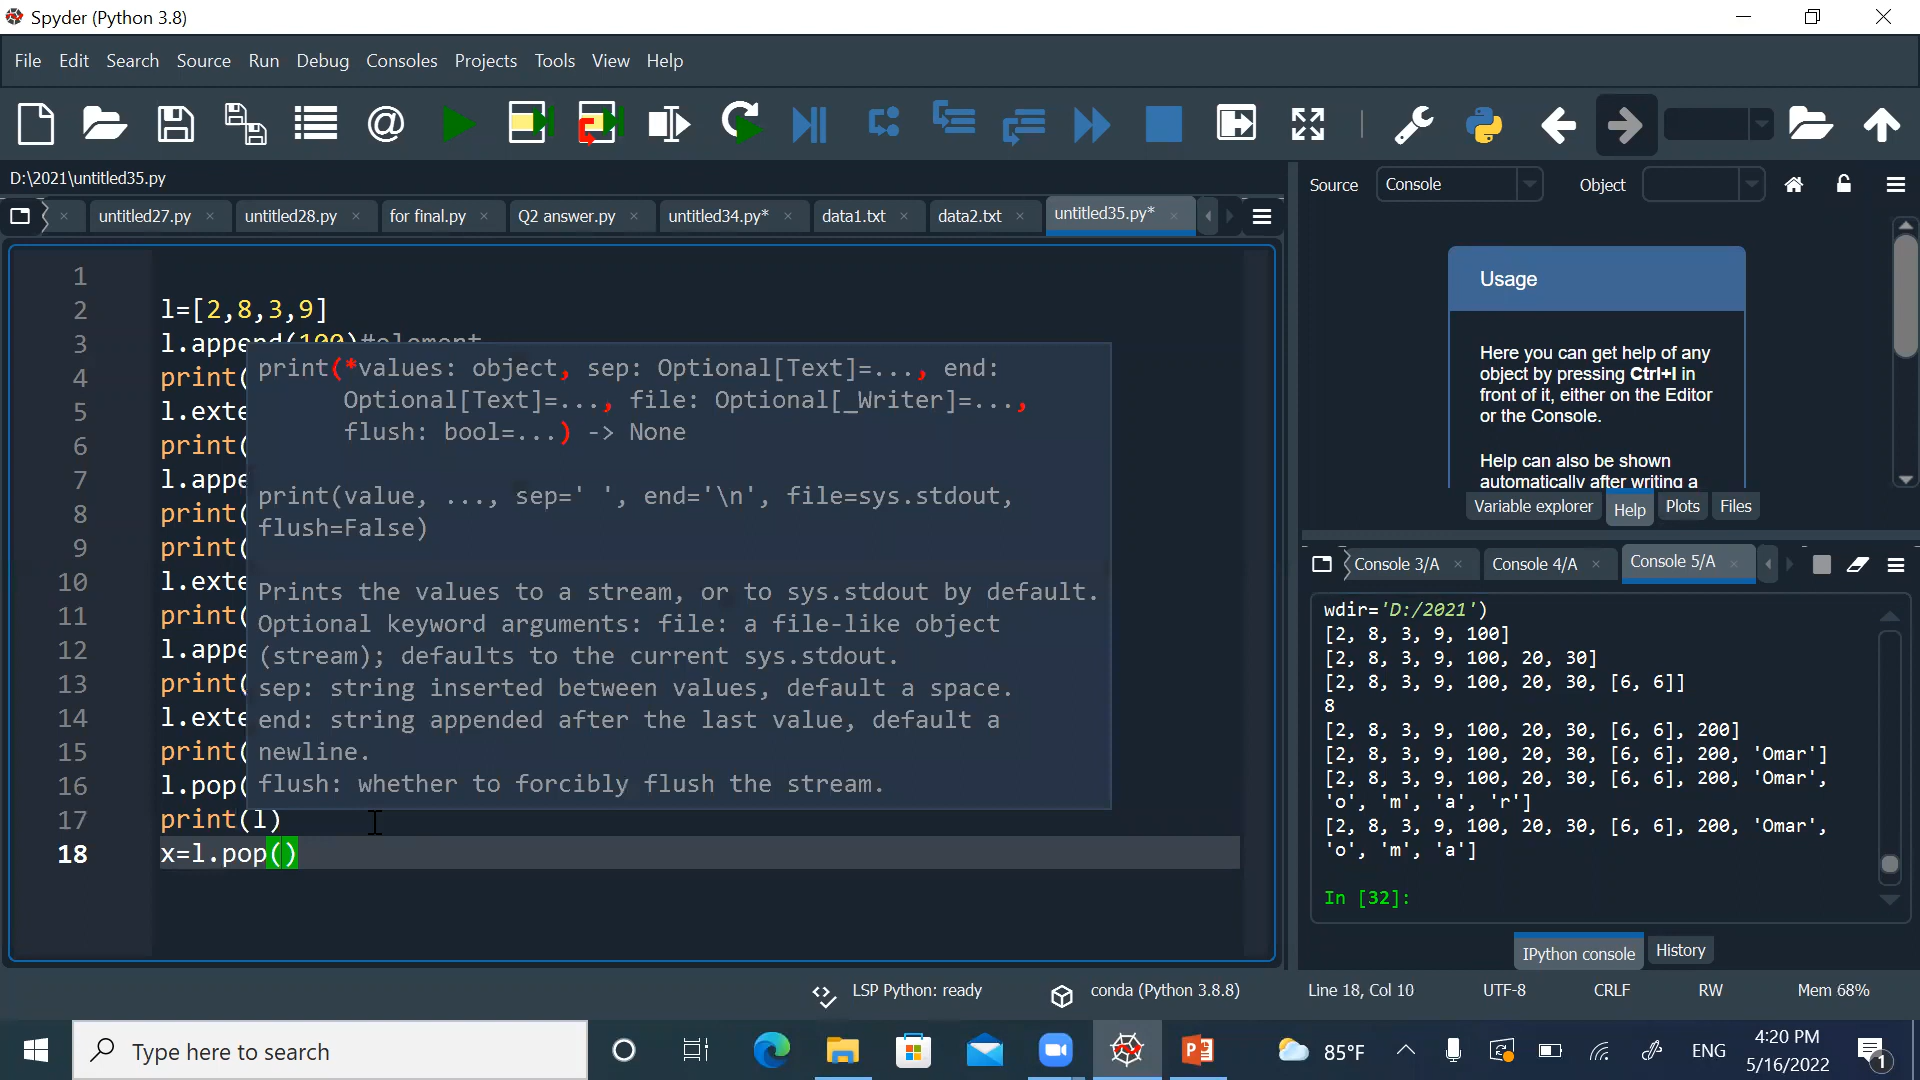 Spyder (Python 3.8)
File Edit Search Source Run Debug Consoles Projects Tools View Help
D:\2021\untitled35.py
untitled27.py untitled28.py for final.py Q2 answer.py untitled34.py* data1.txt data2.txt untitled35.py*
1
2 l=[2,8,3,9]
3 l.append(100)#element
4 print(
5 l.exte
6 print(
7 l.appe
8 print(
9 print(
10 l.exte
11 print(
12 l.appe
13 print(
14 l.exte
15 print(
16 l.pop(
17 print(l)
18 x=l.pop()
print(*values: object, sep: Optional[Text]=..., end:
Optional[Text]=..., file: Optional[_Writer]=...,
flush: bool=...) -> None
print(value, ..., sep=' ', end='\n', file=sys.stdout,
flush=False)
Prints the values to a stream, or to sys.stdout by default.
Optional keyword arguments: file: a file-like object
(stream); defaults to the current sys.stdout.
sep: string inserted between values, default a space.
end: string appended after the last value, default a
newline.
flush: whether to forcibly flush the stream.
Source Console Object
Usage
Here you can get help of any
object by pressing Ctrl+I in
front of it, either on the Editor
or the Console.
Help can also be shown
automatically after writing a
Variable explorer Help Plots Files
Console 3/A Console 4/A Console 5/A
wdir='D:/2021')
[2, 8, 3, 9, 100]
[2, 8, 3, 9, 100, 20, 30]
[2, 8, 3, 9, 100, 20, 30, [6, 6]]
8
[2, 8, 3, 9, 100, 20, 30, [6, 6], 200]
[2, 8, 3, 9, 100, 20, 30, [6, 6], 200, 'Omar']
[2, 8, 3, 9, 100, 20, 30, [6, 6], 200, 'Omar',
'o', 'm', 'a', 'r']
[2, 8, 3, 9, 100, 20, 30, [6, 6], 200, 'Omar',
'o', 'm', 'a']
In [32]:
IPython console History
LSP Python: ready conda (Python 3.8.8) Line 18, Col 10 UTF-8 CRLF RW Mem 68%
Type here to search
85°F
ENG
4:20 PM
5/16/2022
1